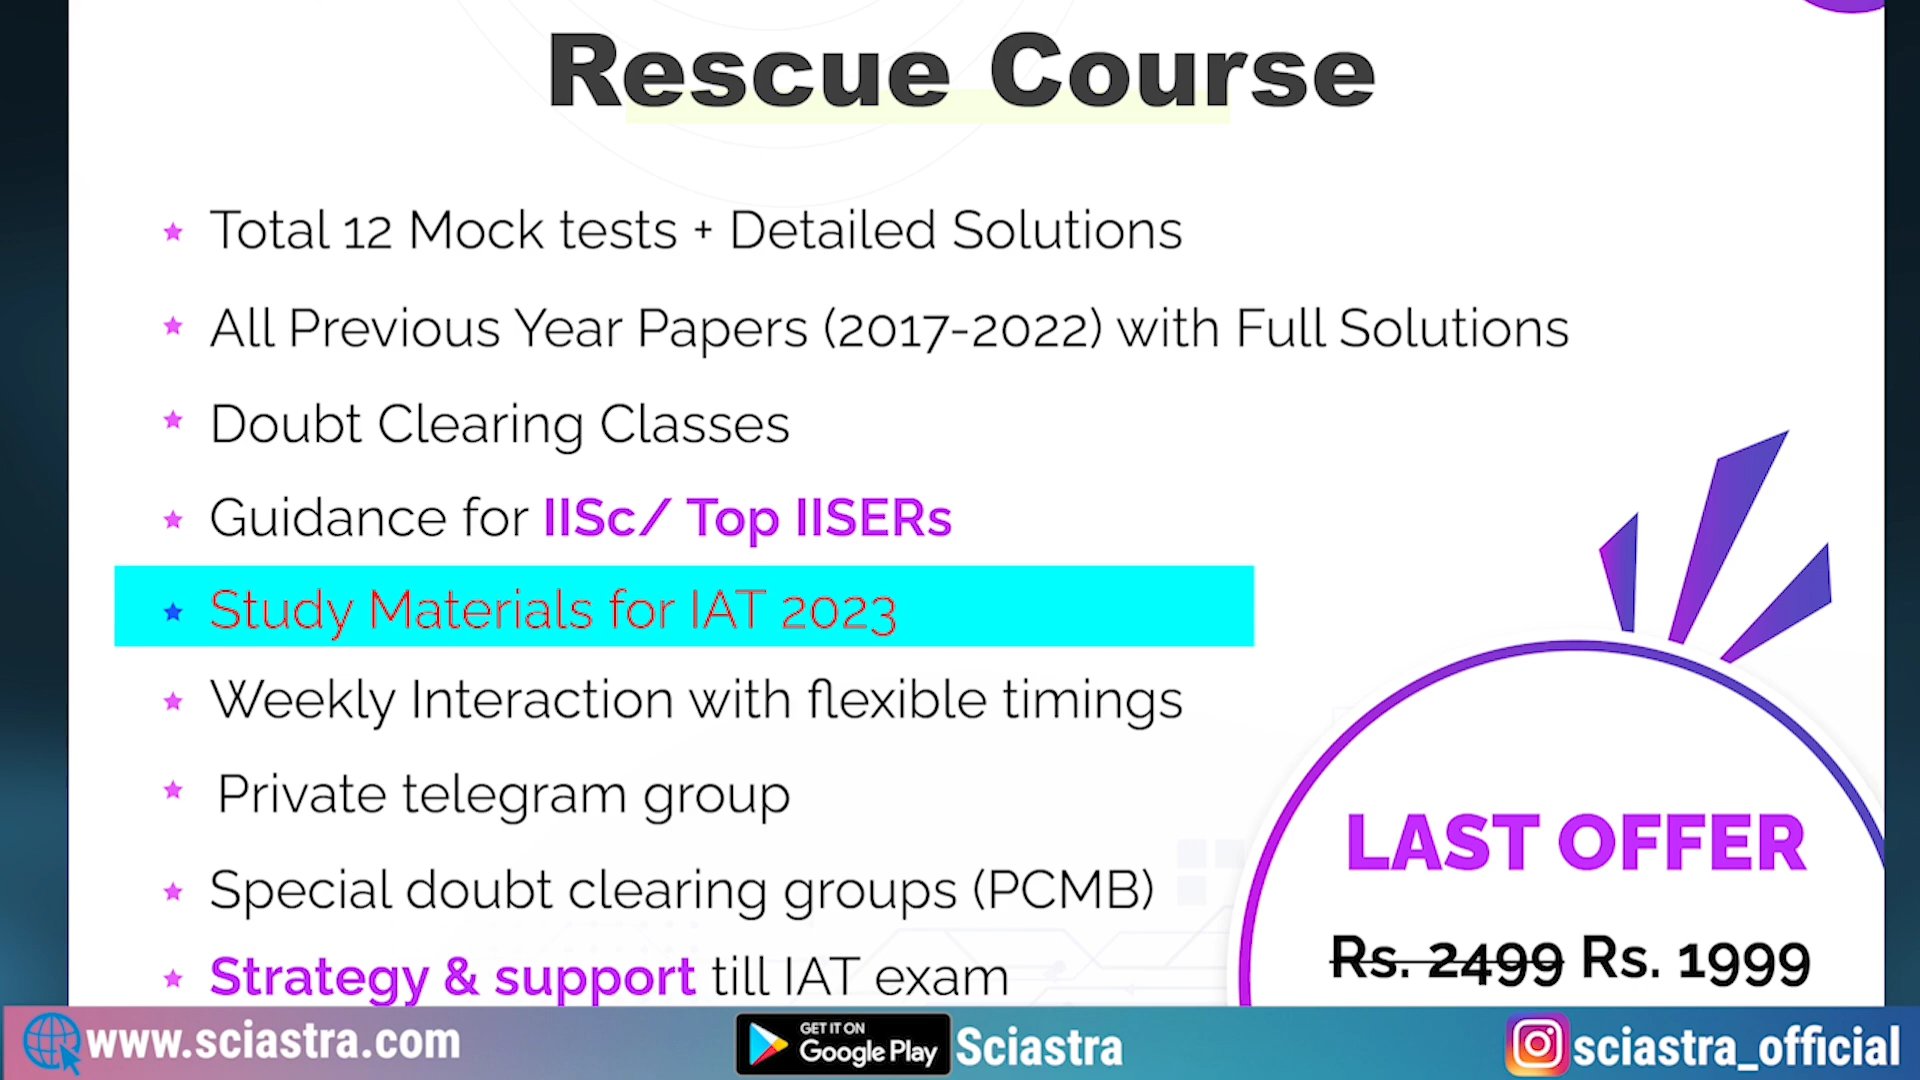 Rescue Course
Total 12 Mock tests + Detailed Solutions
All Previous Year Papers (2017-2022) with Full Solutions
Doubt Clearing Classes
Guidance for IISc/ Top IISERs
Study Materials for IAT 2023
Weekly Interaction with flexible timings
Private telegram group
Special doubt clearing groups (PCMB)
Strategy & support till IAT exam
LAST OFFER
Rs. 2499 Rs. 1999
www.sciastra.com
GET IT ON
Google Play
Sciastra
sciastra_official